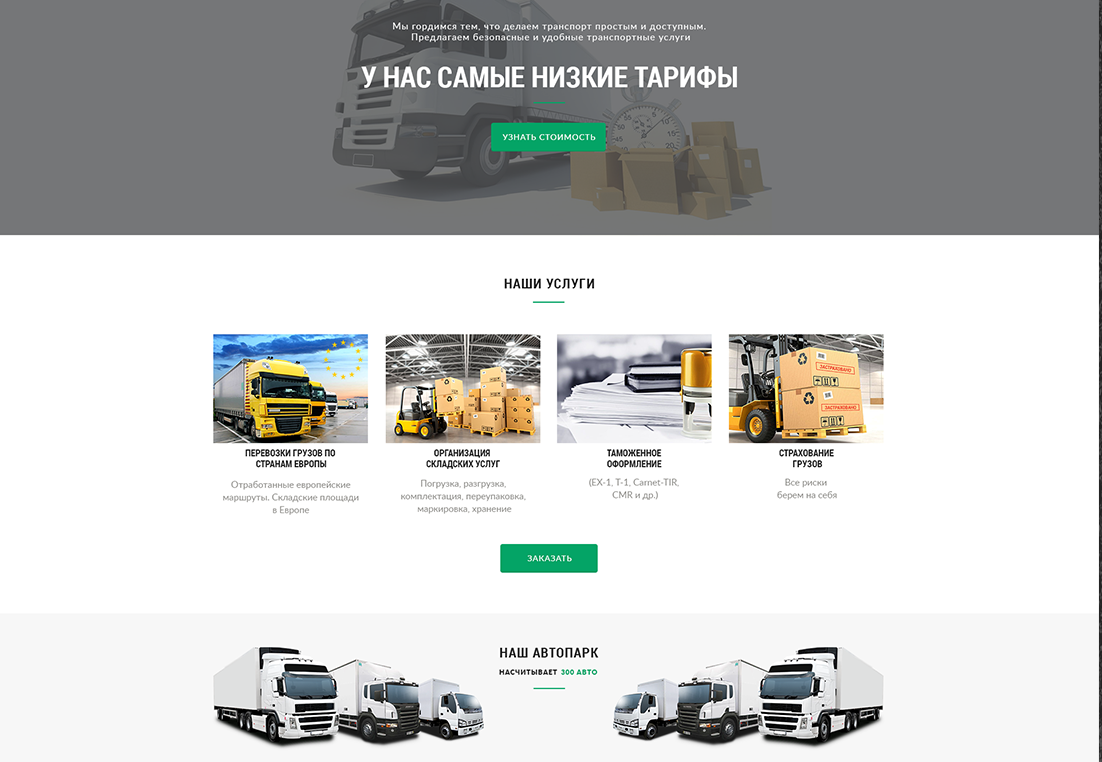 Мы гордимся тем, что делаем транспорт простым и доступным.
Предлагаем безопасные и удобные транспортные услуги
У НАС САМЫЕ НИЗКИЕ ТАРИФЫ
УЗНАТЬ СТОИМОСТЬ
НАШИ УСЛУГИ
ЗАСТРАХОВАНО
ЗАСТРАХОВАНО
ПЕРЕВОЗКИ ГРУЗОВ ПО
СТРАНАМ ЕВРОПЫ
Отработанные европейские
маршруты. Складские площади
в Европе
ОРГАНИЗАЦИЯ
СКЛАДСКИХ УСЛУГ
Погрузка, разгрузка,
комплектация, переупаковка,
маркировка, хранение
ТАМОЖЕННОЕ
ОФОРМЛЕНИЕ
(EX-1, T-1, Carnet-TIR,
CMR и др.)
СТРАХОВАНИЕ
ГРУЗОВ
Все риски
берем на себя
ЗАКАЗАТЬ
НАШ АВТОПАРК
НАСЧИТЫВАЕТ 300 АВТО